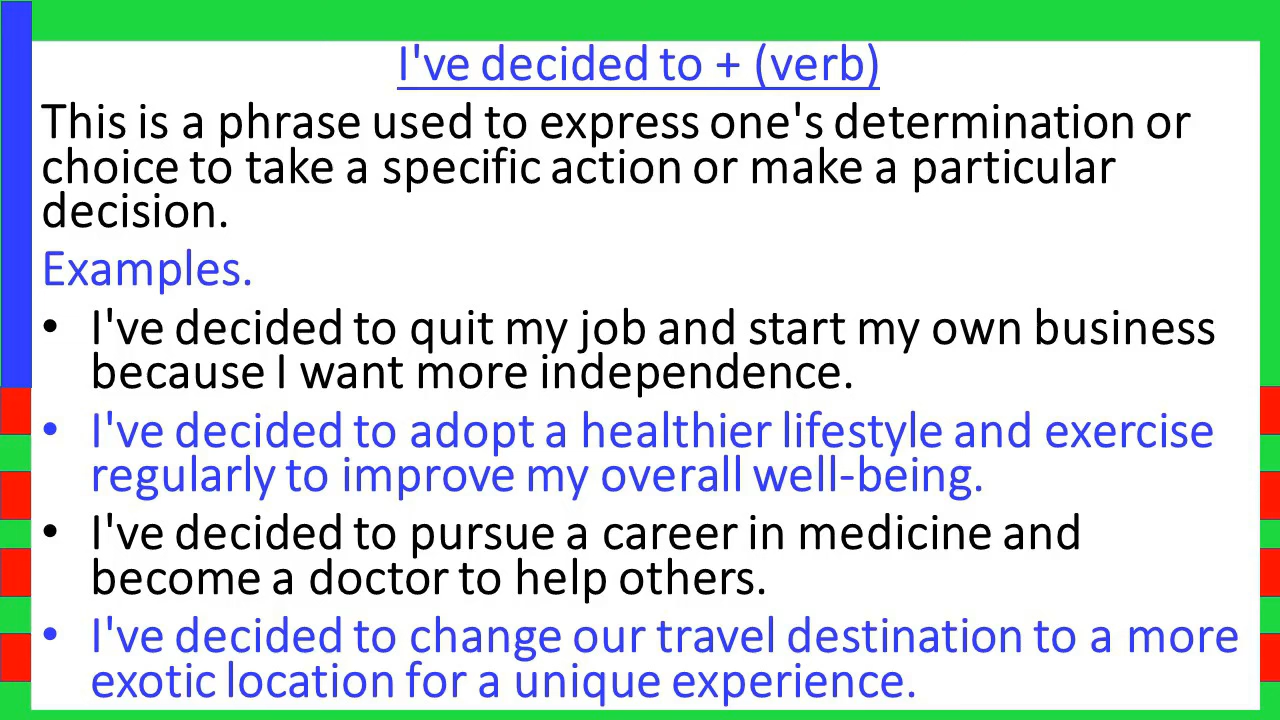 I've decided to + (verb)
This is a phrase used to express one's determination or
choice to take a specific action or make a particular
decision.
Examples.
• I've decided to quit my job and start my own business
because I want more independence.
• I've decided to adopt a healthier lifestyle and exercise
regularly to improve my overall well-being.
• I've decided to pursue a career in medicine and
become a doctor to help others.
• I've decided to change our travel destination to a more
exotic location for a unique experience.